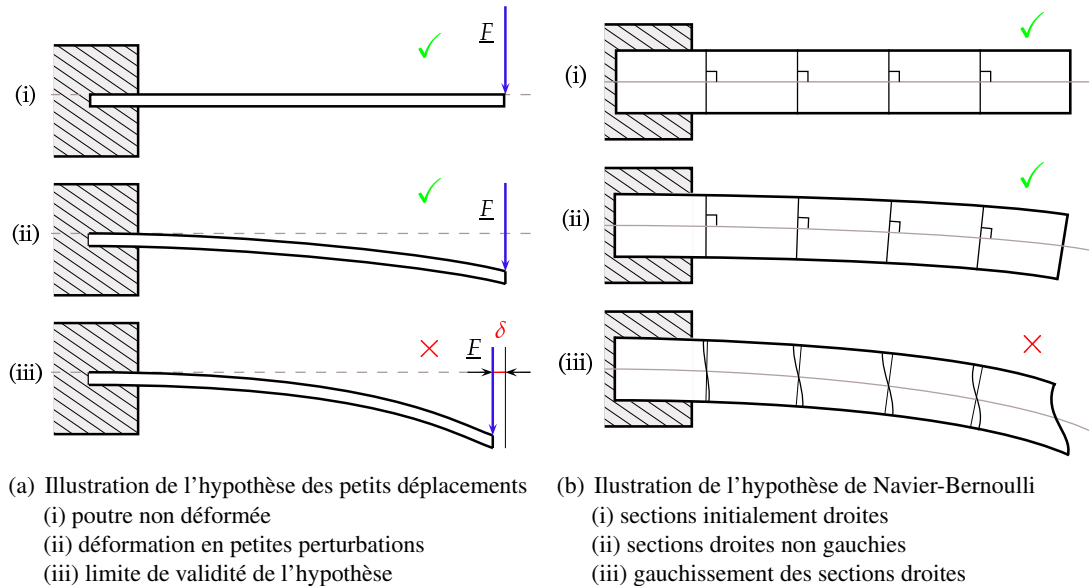 (i)
F
(ii)
F
(iii)
F
δ
(i)
(ii)
(iii)
(a) Illustration de l'hypothèse des petits déplacements
(i) poutre non déformée
(ii) déformation en petites perturbations
(iii) limite de validité de l'hypothèse
(b) Ilustration de l'hypothèse de Navier-Bernoulli
(i) sections initialement droites
(ii) sections droites non gauchies
(iii) gauchissement des sections droites